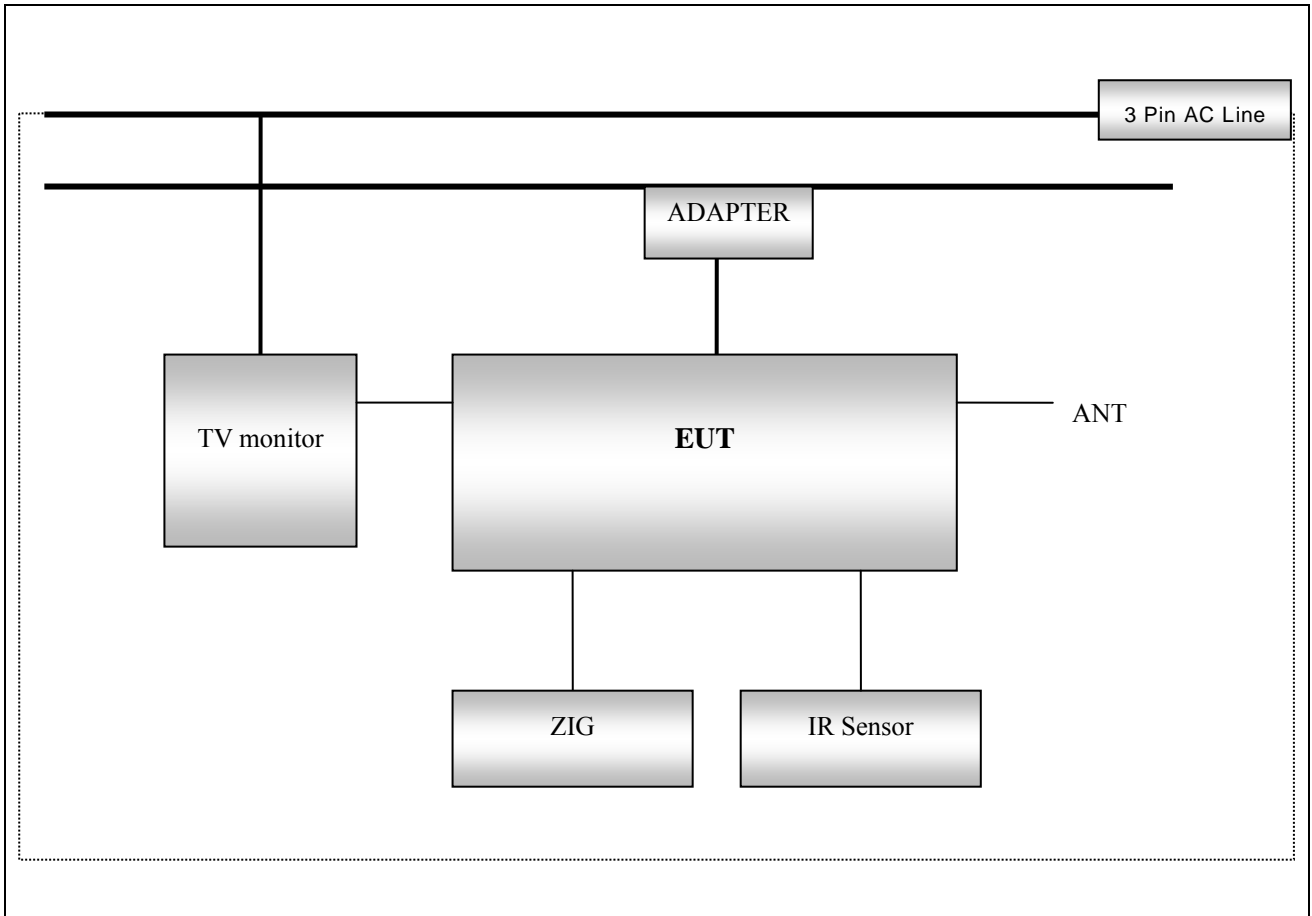 3 Pin AC Line
ADAPTER
TV monitor
EUT
ANT
ZIG
IR Sensor